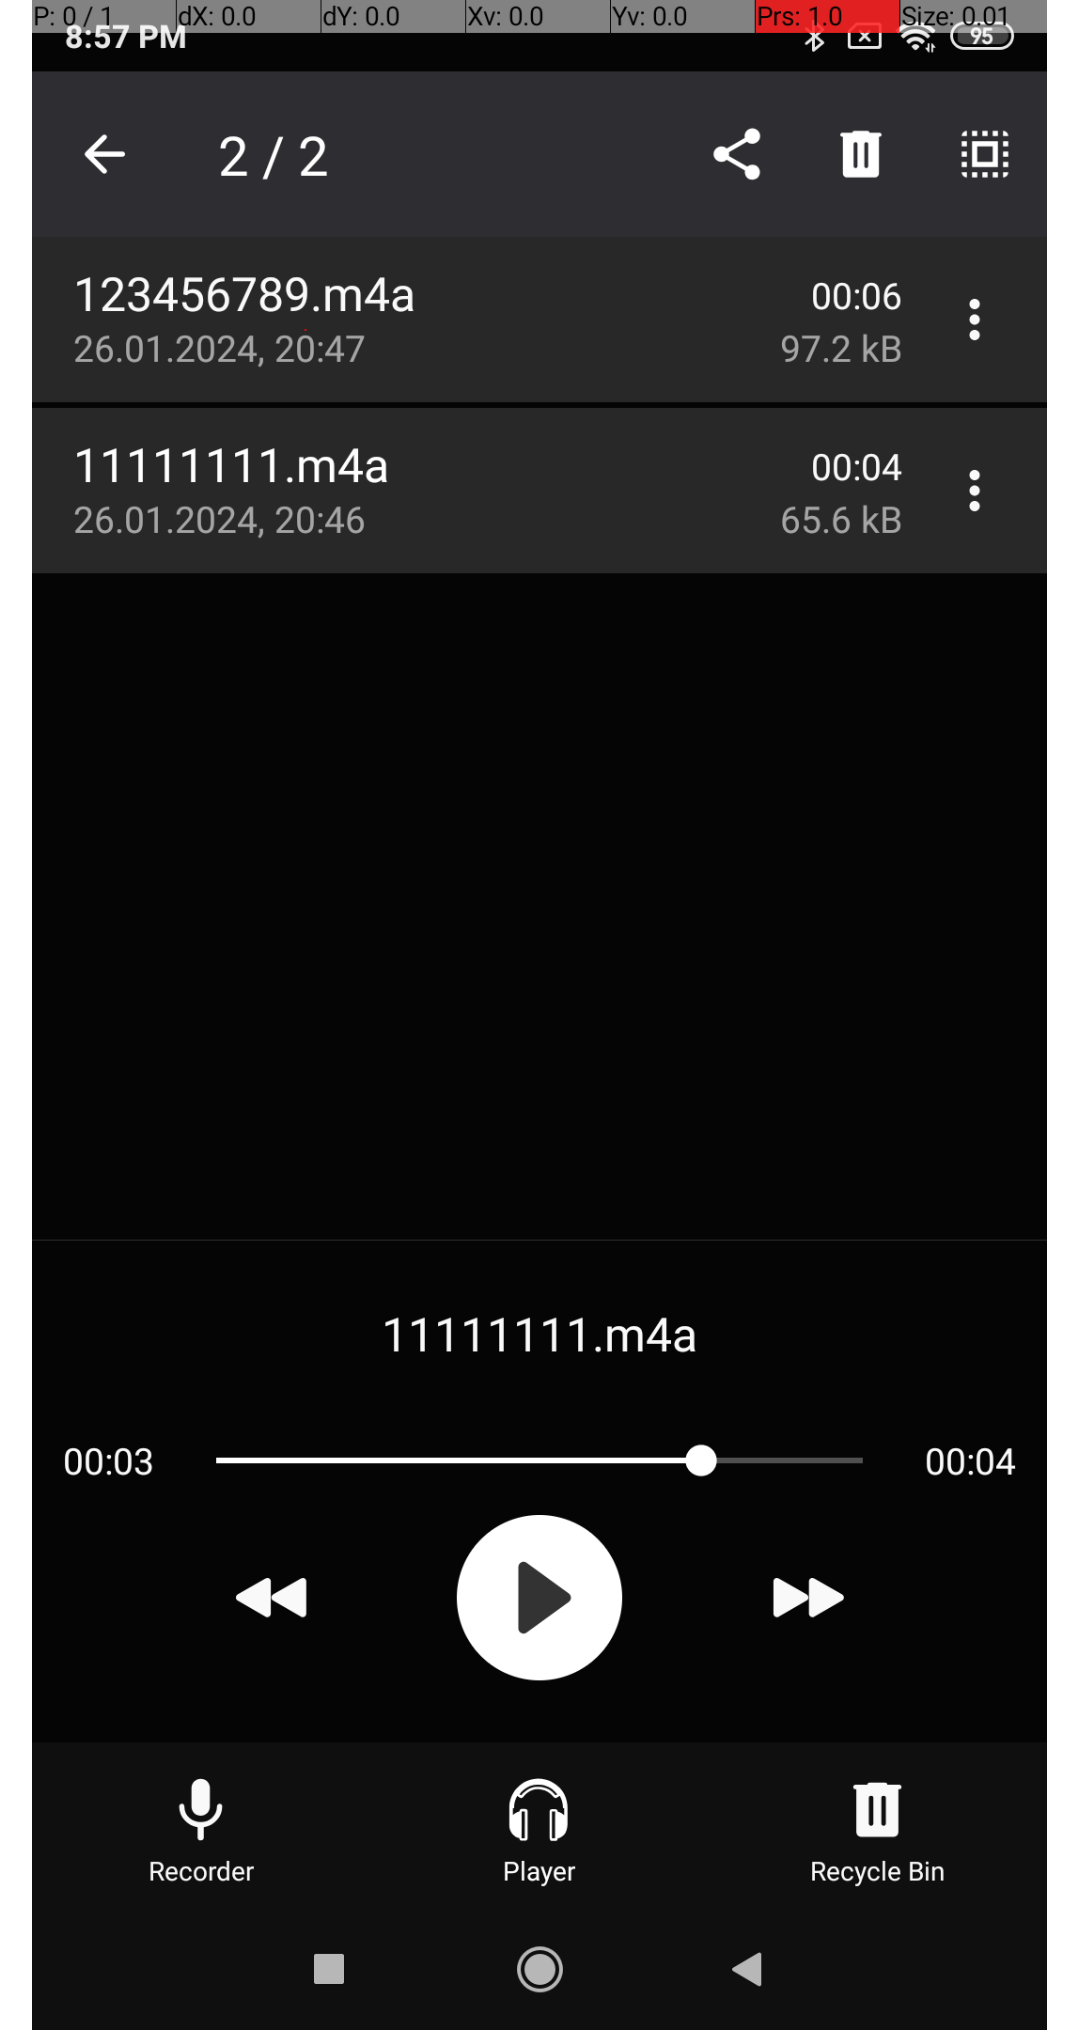 P: 0 / 1 dX: 0.0 dY: 0.0 Xv: 0.0 Yv: 0.0 Prs: 1.0 Size: 0.01
8:57 PM 95
2 / 2
123456789.m4a 00:06
26.01.2024, 20:47 97.2 kB
11111111.m4a 00:04
26.01.2024, 20:46 65.6 kB
11111111.m4a
00:03 00:04
Recorder Player Recycle Bin